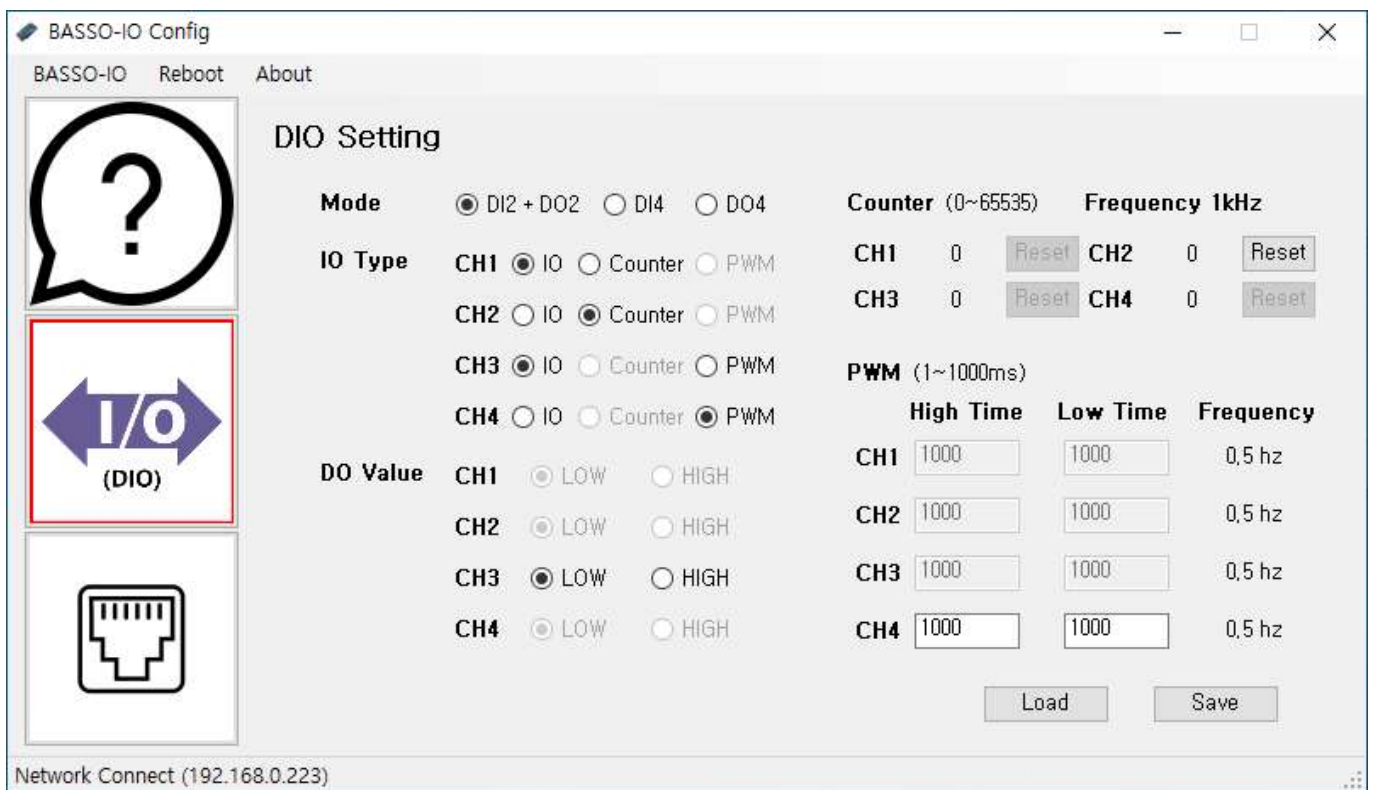 BASSO-IO Config
BASSO-IO Reboot About
?
DIO Setting
Mode DI2 + DO2 DI4 DO4
IO Type CH1 IO Counter PWM
CH2 IO Counter PWM
CH3 IO Counter PWM
CH4 IO Counter PWM
DO Value CH1 LOW HIGH
CH2 LOW HIGH
CH3 LOW HIGH
CH4 LOW HIGH
Counter (0~65535) Frequency 1kHz
CH1 0 Reset CH2 0 Reset
CH3 0 Reset CH4 0 Reset
PWM (1~1000ms)
High Time Low Time Frequency
CH1 1000 1000 0,5 hz
CH2 1000 1000 0,5 hz
CH3 1000 1000 0,5 hz
CH4 1000 1000 0,5 hz
Load Save
I/O
(DIO)
Network Connect (192.168.0.223)